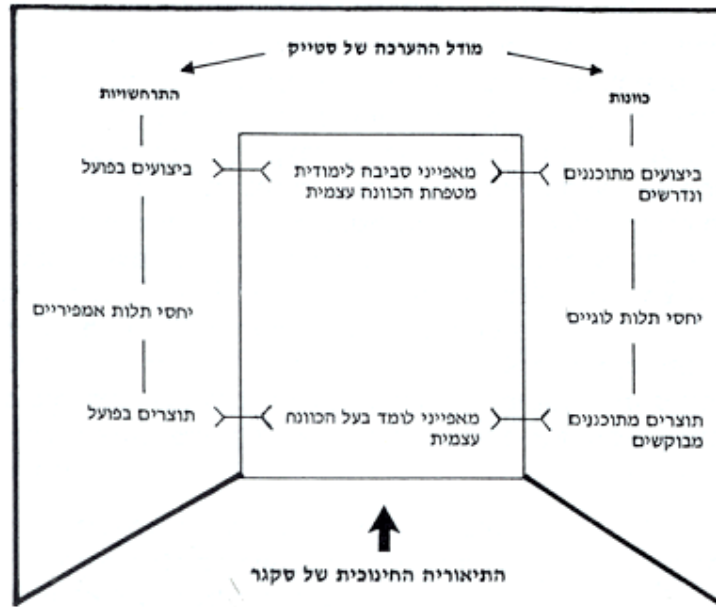 מודל ההערכה של סטייק
כוונות
התרחשויות
ביצועים מתוכננים
ונדרשים
מאפייני סביבה לימודית
מטפחת הכוונה עצמית
ביצועים בפועל
יחסי תלות לוגיים
יחסי תלות אמפיריים
תוצרים מתוכננים
מבוקשים
מאפייני לומד בעל הכוונה
עצמית
תוצרים בפועל
התיאוריה החינוכית של סקגר